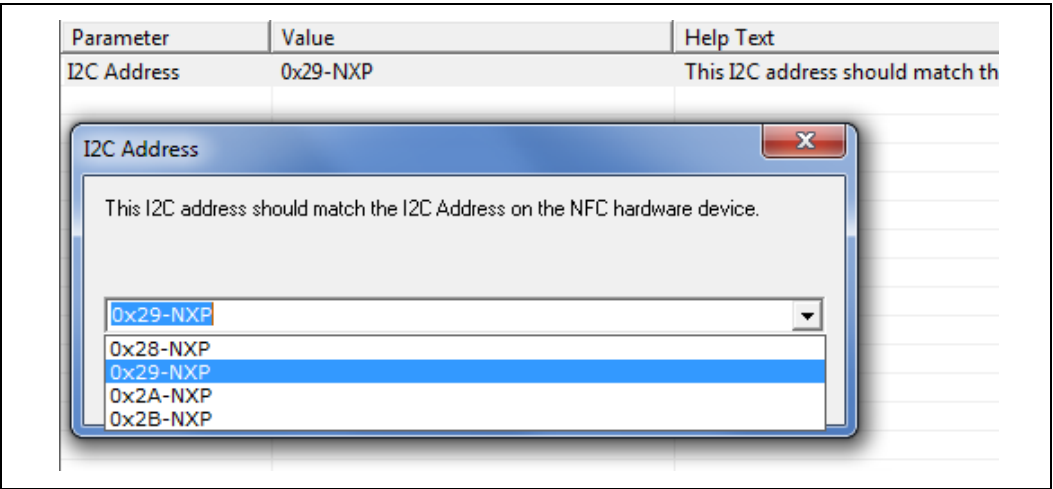 Parameter Value Help Text
I2C Address 0x29-NXP This I2C address should match th
I2C Address
This I2C address should match the I2C Address on the NFC hardware device.
0x29-NXP
0x28-NXP
0x29-NXP
0x2A-NXP
0x2B-NXP